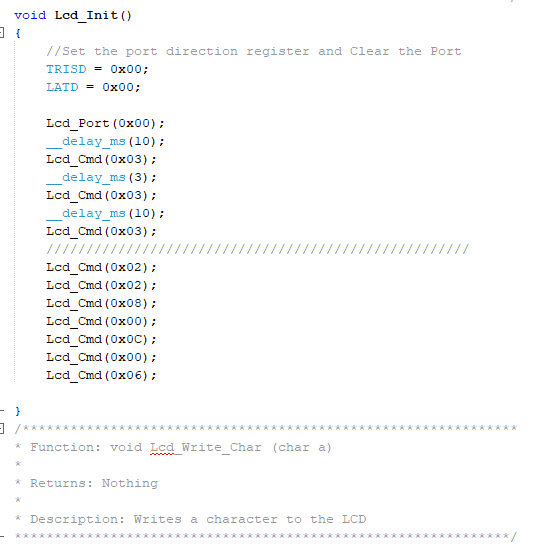 void Lcd_Init()
{
//Set the port direction register and Clear the Port
TRISD = 0x00;
LATD = 0x00;
Lcd_Port(0x00);
__delay_ms(10);
Lcd_Cmd(0x03);
__delay_ms(3);
Lcd_Cmd(0x03);
__delay_ms(10);
Lcd_Cmd(0x03);
/////////////////////////////////////////////////////
Lcd_Cmd(0x02);
Lcd_Cmd(0x02);
Lcd_Cmd(0x08);
Lcd_Cmd(0x00);
Lcd_Cmd(0x0C);
Lcd_Cmd(0x00);
Lcd_Cmd(0x06);
}
/**************************************************************
* Function: void Lcd_Write_Char (char a)
*
* Returns: Nothing
*
* Description: Writes a character to the LCD
**************************************************************/